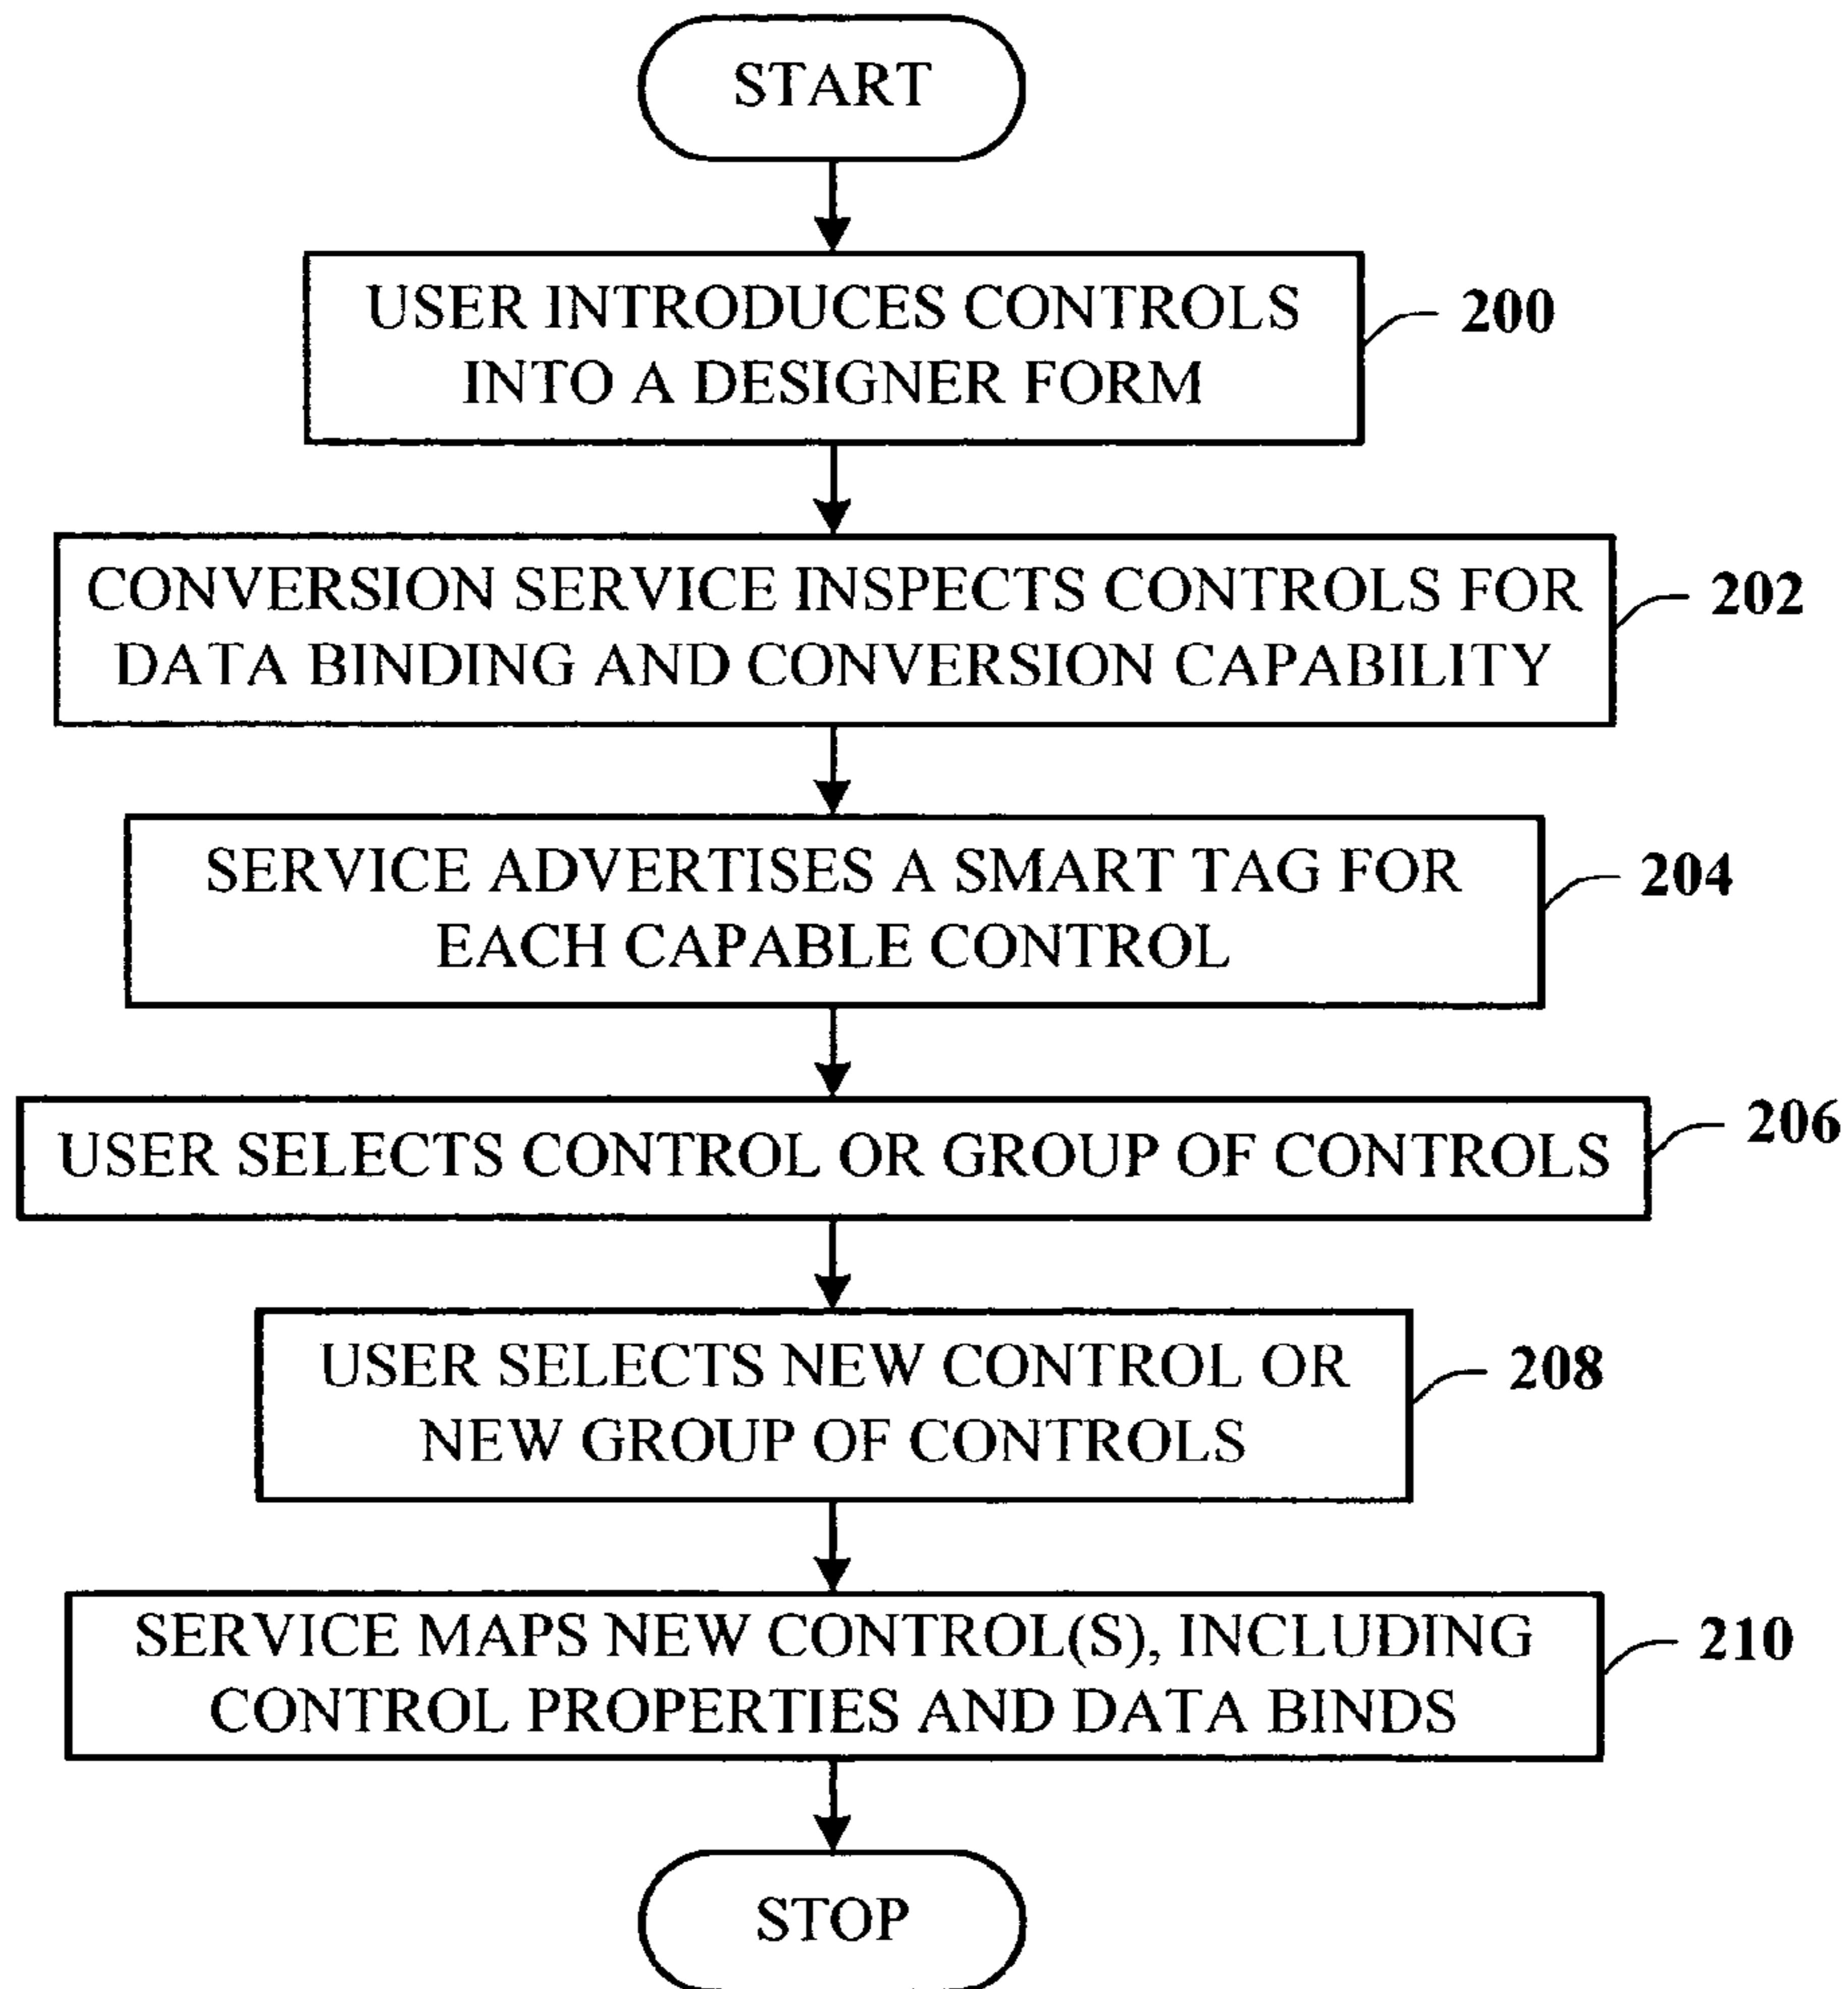 START
USER INTRODUCES CONTROLS
INTO A DESIGNER FORM
200
CONVERSION SERVICE INSPECTS CONTROLS FOR
DATA BINDING AND CONVERSION CAPABILITY
202
SERVICE ADVERTISES A SMART TAG FOR
EACH CAPABLE CONTROL
204
USER SELECTS CONTROL OR GROUP OF CONTROLS
206
USER SELECTS NEW CONTROL OR
NEW GROUP OF CONTROLS
208
SERVICE MAPS NEW CONTROL(S), INCLUDING
CONTROL PROPERTIES AND DATA BINDS
210
STOP